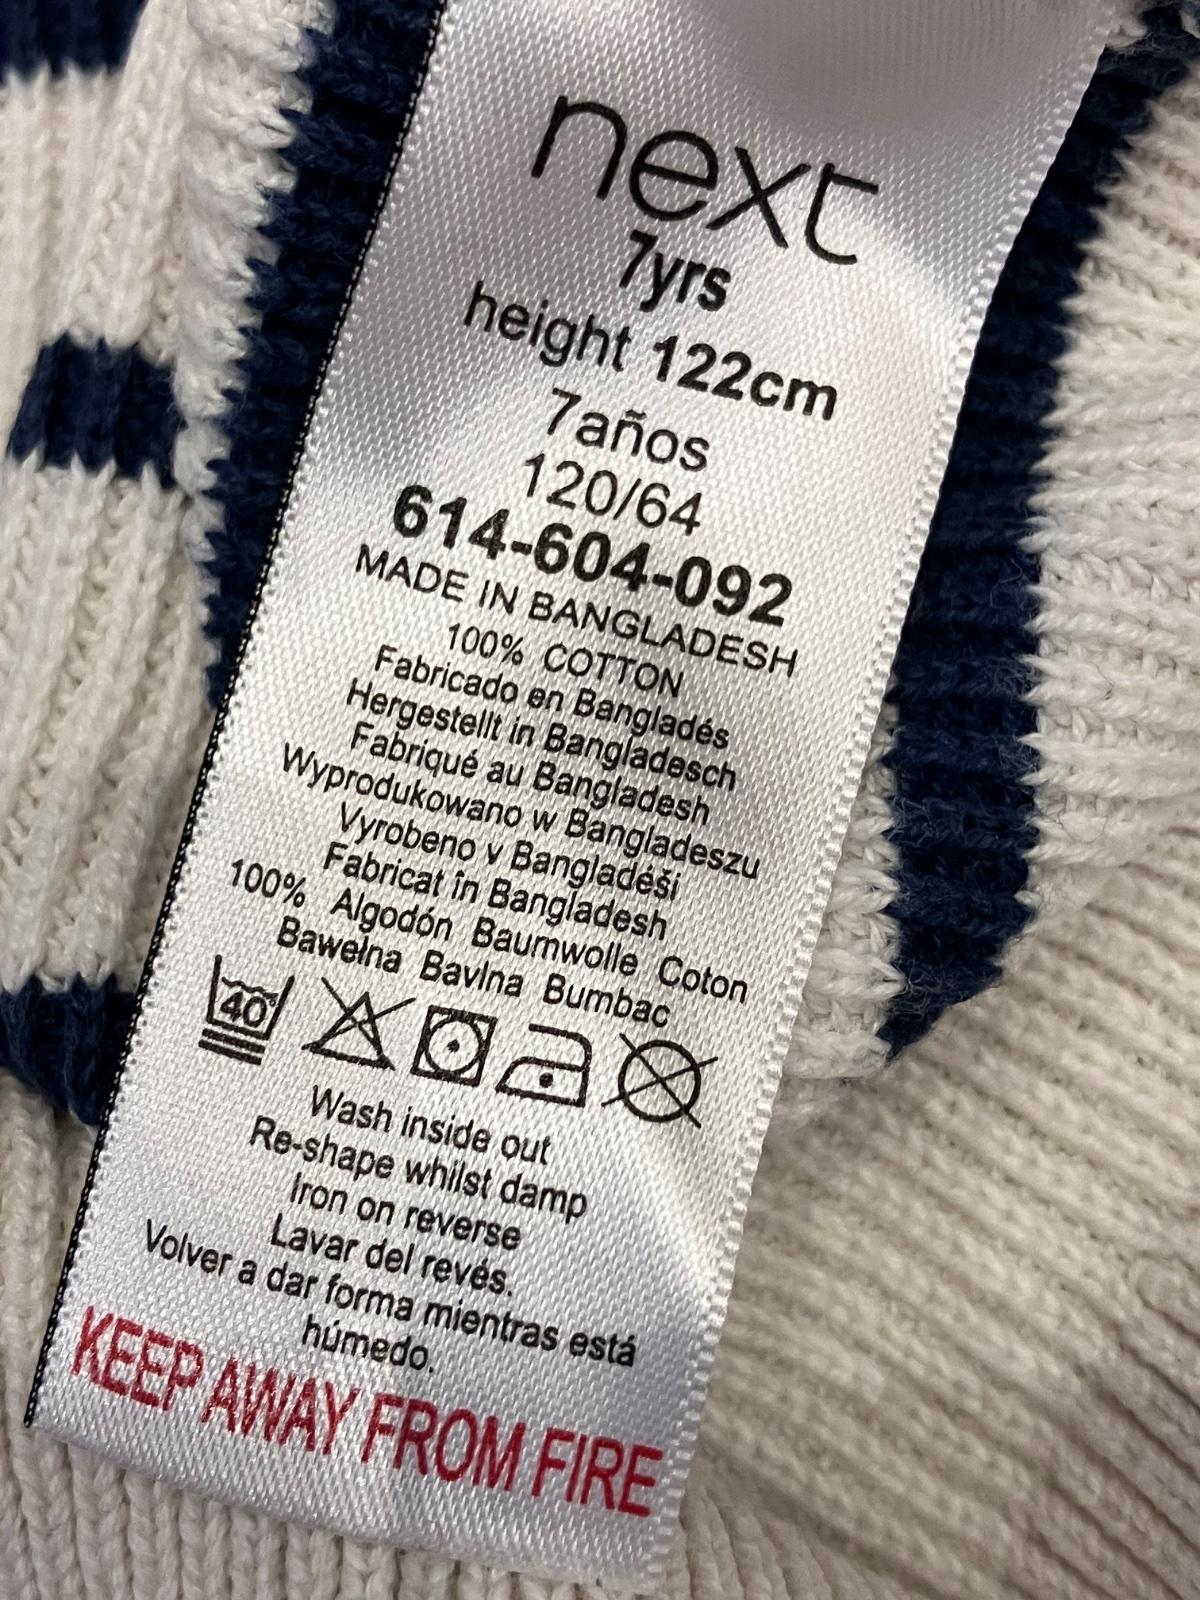 next
7yrs
height 122cm
7años
120/64
614-604-092
MADE IN BANGLADESH
100% COTTON
Fabricado en Bangladés
Hergestellt in Bangladesch
Fabriqué au Bangladesh
Wyprodukowano w Bangladeszu
Vyrobeno v Bangladéši
Fabricat în Bangladesh
100% Algodón Baumwolle Coton
Bawełna Bavlna Bumbac
40°
Wash inside out
Re-shape whilst damp
Iron on reverse
Lavar del revés.
Volver a dar forma mientras está
húmedo.
KEEP AWAY FROM FIRE